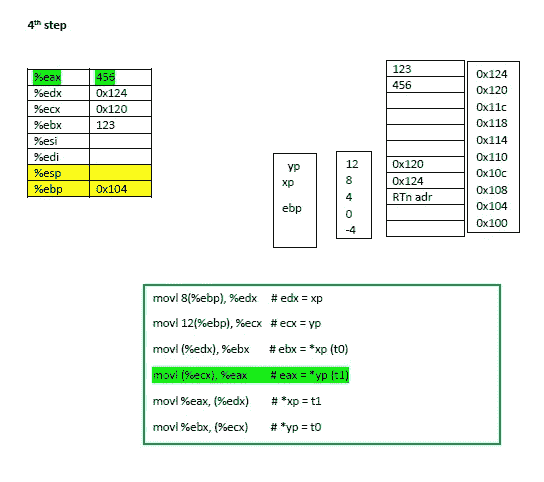 4th step
%eax 456
%edx 0x124
%ecx 0x120
%ebx 123
%esi
%edi
%esp
%ebp 0x104
yp
xp
ebp
12
8
4
0
-4
123
456
0x120
0x124
RTn adr
0x124
0x120
0x11c
0x118
0x114
0x110
0x10c
0x108
0x104
0x100
movl 8(%ebp), %edx # edx = xp
movl 12(%ebp), %ecx # ecx = yp
movl (%edx), %ebx # ebx = *xp (t0)
movl (%ecx), %eax # eax = *yp (t1)
movl %eax, (%edx) # *xp = t1
movl %ebx, (%ecx) # *yp = t0